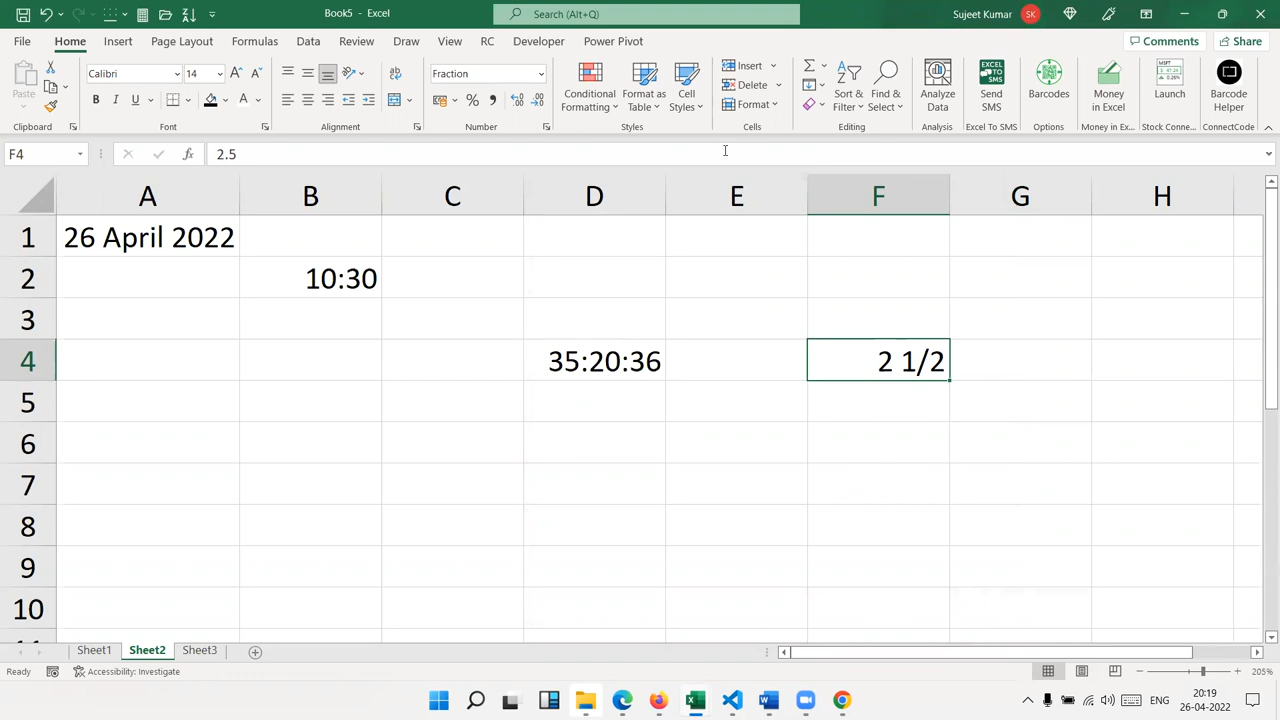 Book5 - Excel
Search (Alt+Q)
Sujeet Kumar
SK
File Home Insert Page Layout Formulas Data Review View Draw RC Developer Power Pivot
Comments
Share
Paste
Clipboard
Calibri
14
B I U
Font
Alignment
Fraction
Number
Conditional Formatting
Format as Table
Cell Styles
Styles
Insert
Delete
Format
Cells
Sort & Filter
Find & Select
Editing
Analyze Data
Analysis
Send SMS
Excel To SMS
Barcodes
Options
Money in Excel
Money in Ex...
Launch
Stock Conne...
Barcode Helper
ConnectCode
F4
fx
2.5
A B C D E F G H
1 26 April 2022
2 10:30
3
4 35:20:36 2 1/2
5
6
7
8
9
10
Sheet1 Sheet2 Sheet3
Ready
Accessibility: Investigate
205%
ENG
20:19
26-04-2022